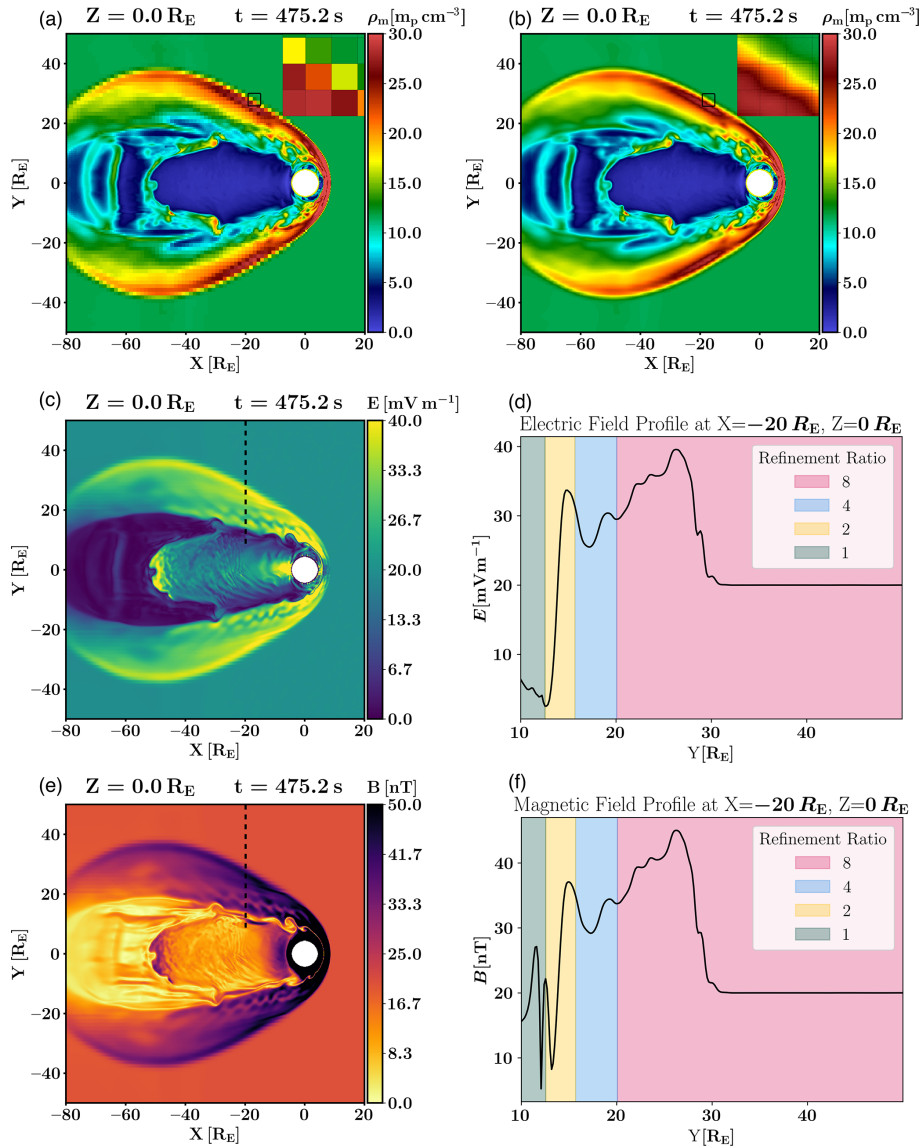 (a) Z = 0.0 R_E t = 475.2 s ρ_m[m_p cm⁻³]
40
20
0
−20
−40
Y [R_E]
−80 −60 −40 −20 0 20
X [R_E]
30.0
25.0
20.0
15.0
10.0
5.0
0.0
(b) Z = 0.0 R_E t = 475.2 s ρ_m[m_p cm⁻³]
40
20
0
−20
−40
Y [R_E]
−80 −60 −40 −20 0 20
X [R_E]
30.0
25.0
20.0
15.0
10.0
5.0
0.0
(c) Z = 0.0 R_E t = 475.2 s E [mV m⁻¹]
40
20
0
−20
−40
Y [R_E]
−80 −60 −40 −20 0 20
X [R_E]
40.0
33.3
26.7
20.0
13.3
6.7
0.0
(d)
Electric Field Profile at X=−20 R_E, Z=0 R_E
40
30
20
10
E[mVm⁻¹]
10 20 30 40
Y[R_E]
Refinement Ratio
8
4
2
1
(e) Z = 0.0 R_E t = 475.2 s B [nT]
40
20
0
−20
−40
Y [R_E]
−80 −60 −40 −20 0 20
X [R_E]
50.0
41.7
33.3
25.0
16.7
8.3
0.0
(f)
Magnetic Field Profile at X=−20 R_E, Z=0 R_E
40
30
20
10
B[nT]
10 20 30 40
Y[R_E]
Refinement Ratio
8
4
2
1